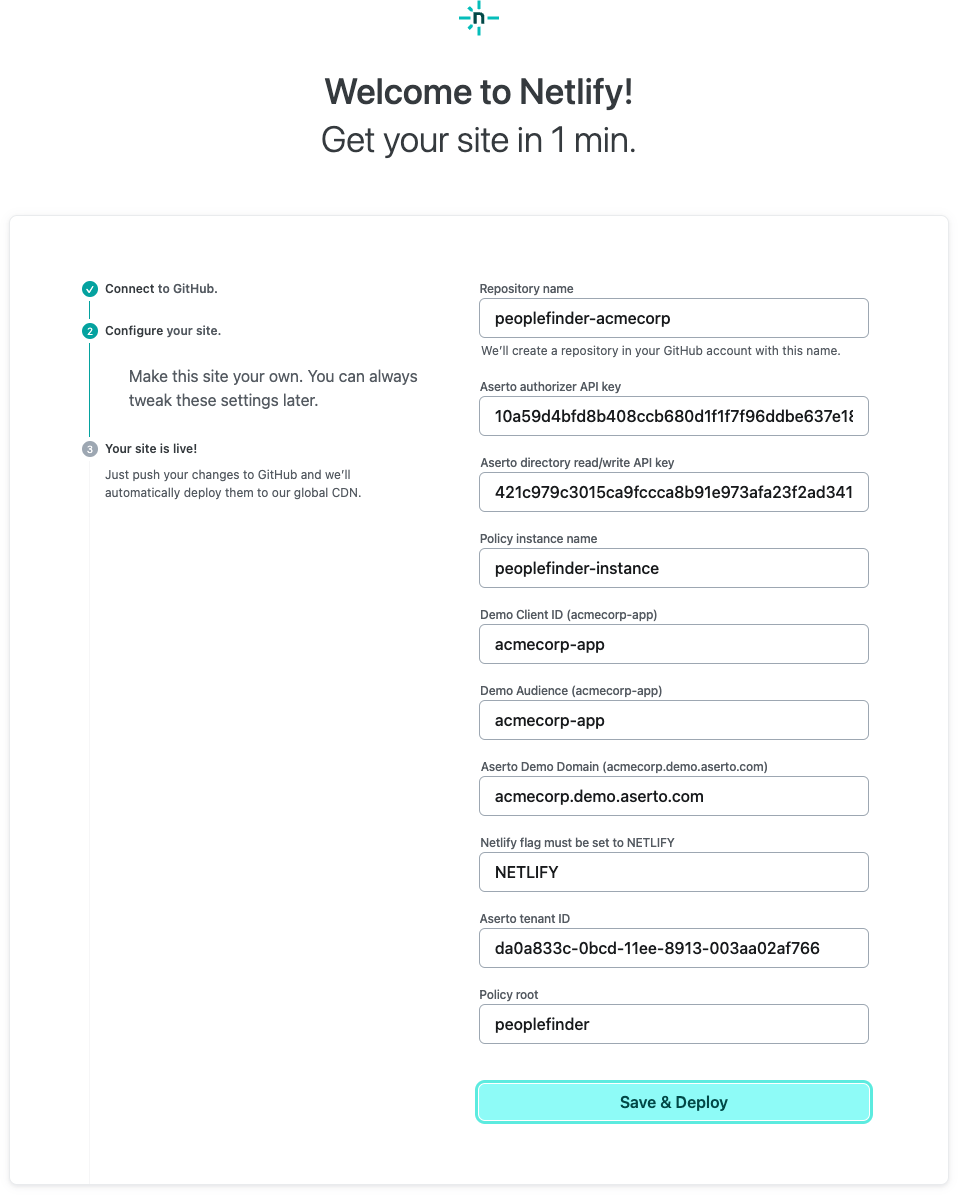 n
Welcome to Netlify!
Get your site in 1 min.
Connect to GitHub.
2
Configure your site.
Make this site your own. You can always
tweak these settings later.
3
Your site is live!
Just push your changes to GitHub and we'll
automatically deploy them to our global CDN.
Repository name
peoplefinder-acmecorp
We'll create a repository in your GitHub account with this name.
Aserto authorizer API key
10a59d4bfd8b408ccb680d1f1f7f96ddbe637e18
Aserto directory read/write API key
421c979c3015ca9fccca8b91e973afa23f2ad341
Policy instance name
peoplefinder-instance
Demo Client ID (acmecorp-app)
acmecorp-app
Demo Audience (acmecorp-app)
acmecorp-app
Aserto Demo Domain (acmecorp.demo.aserto.com)
acmecorp.demo.aserto.com
Netlify flag must be set to NETLIFY
NETLIFY
Aserto tenant ID
da0a833c-0bcd-11ee-8913-003aa02af766
Policy root
peoplefinder
Save & Deploy